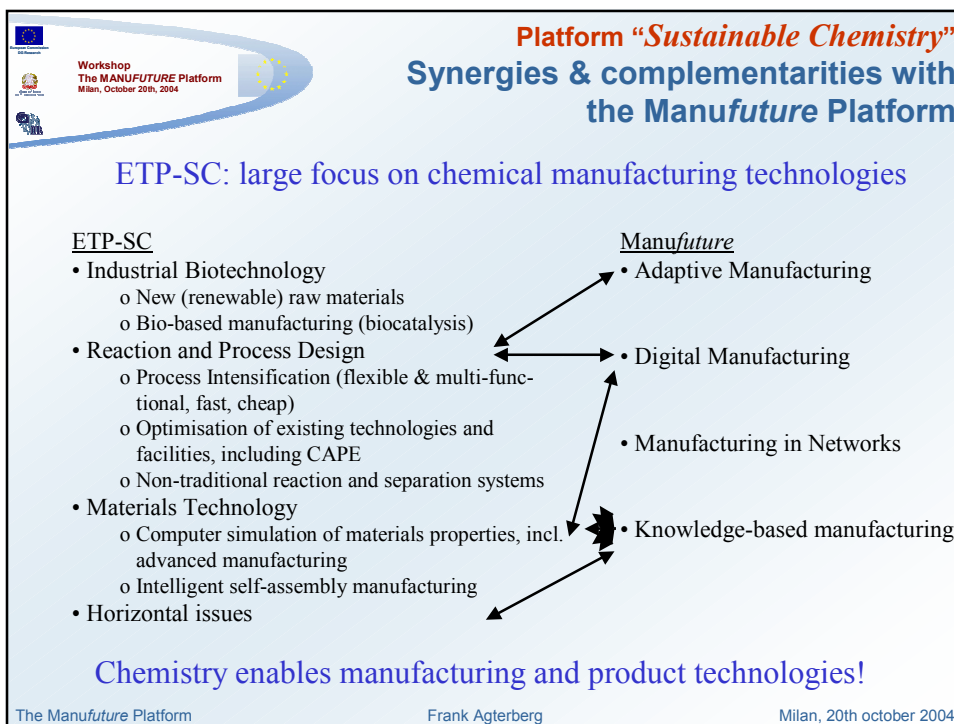 European Commission
DG Research
Workshop
The MANUFUTURE Platform
Milan, October 20th, 2004
Platform “Sustainable Chemistry”
Synergies & complementarities with
the Manufuture Platform
ETP-SC: large focus on chemical manufacturing technologies
ETP-SC
• Industrial Biotechnology
o New (renewable) raw materials
o Bio-based manufacturing (biocatalysis)
• Reaction and Process Design
o Process Intensification (flexible & multi-func-
tional, fast, cheap)
o Optimisation of existing technologies and
facilities, including CAPE
o Non-traditional reaction and separation systems
• Materials Technology
o Computer simulation of materials properties, incl.
advanced manufacturing
o Intelligent self-assembly manufacturing
• Horizontal issues
Manufuture
• Adaptive Manufacturing
• Digital Manufacturing
• Manufacturing in Networks
• Knowledge-based manufacturing
Chemistry enables manufacturing and product technologies!
The Manufuture Platform
Frank Agterberg
Milan, 20th october 2004